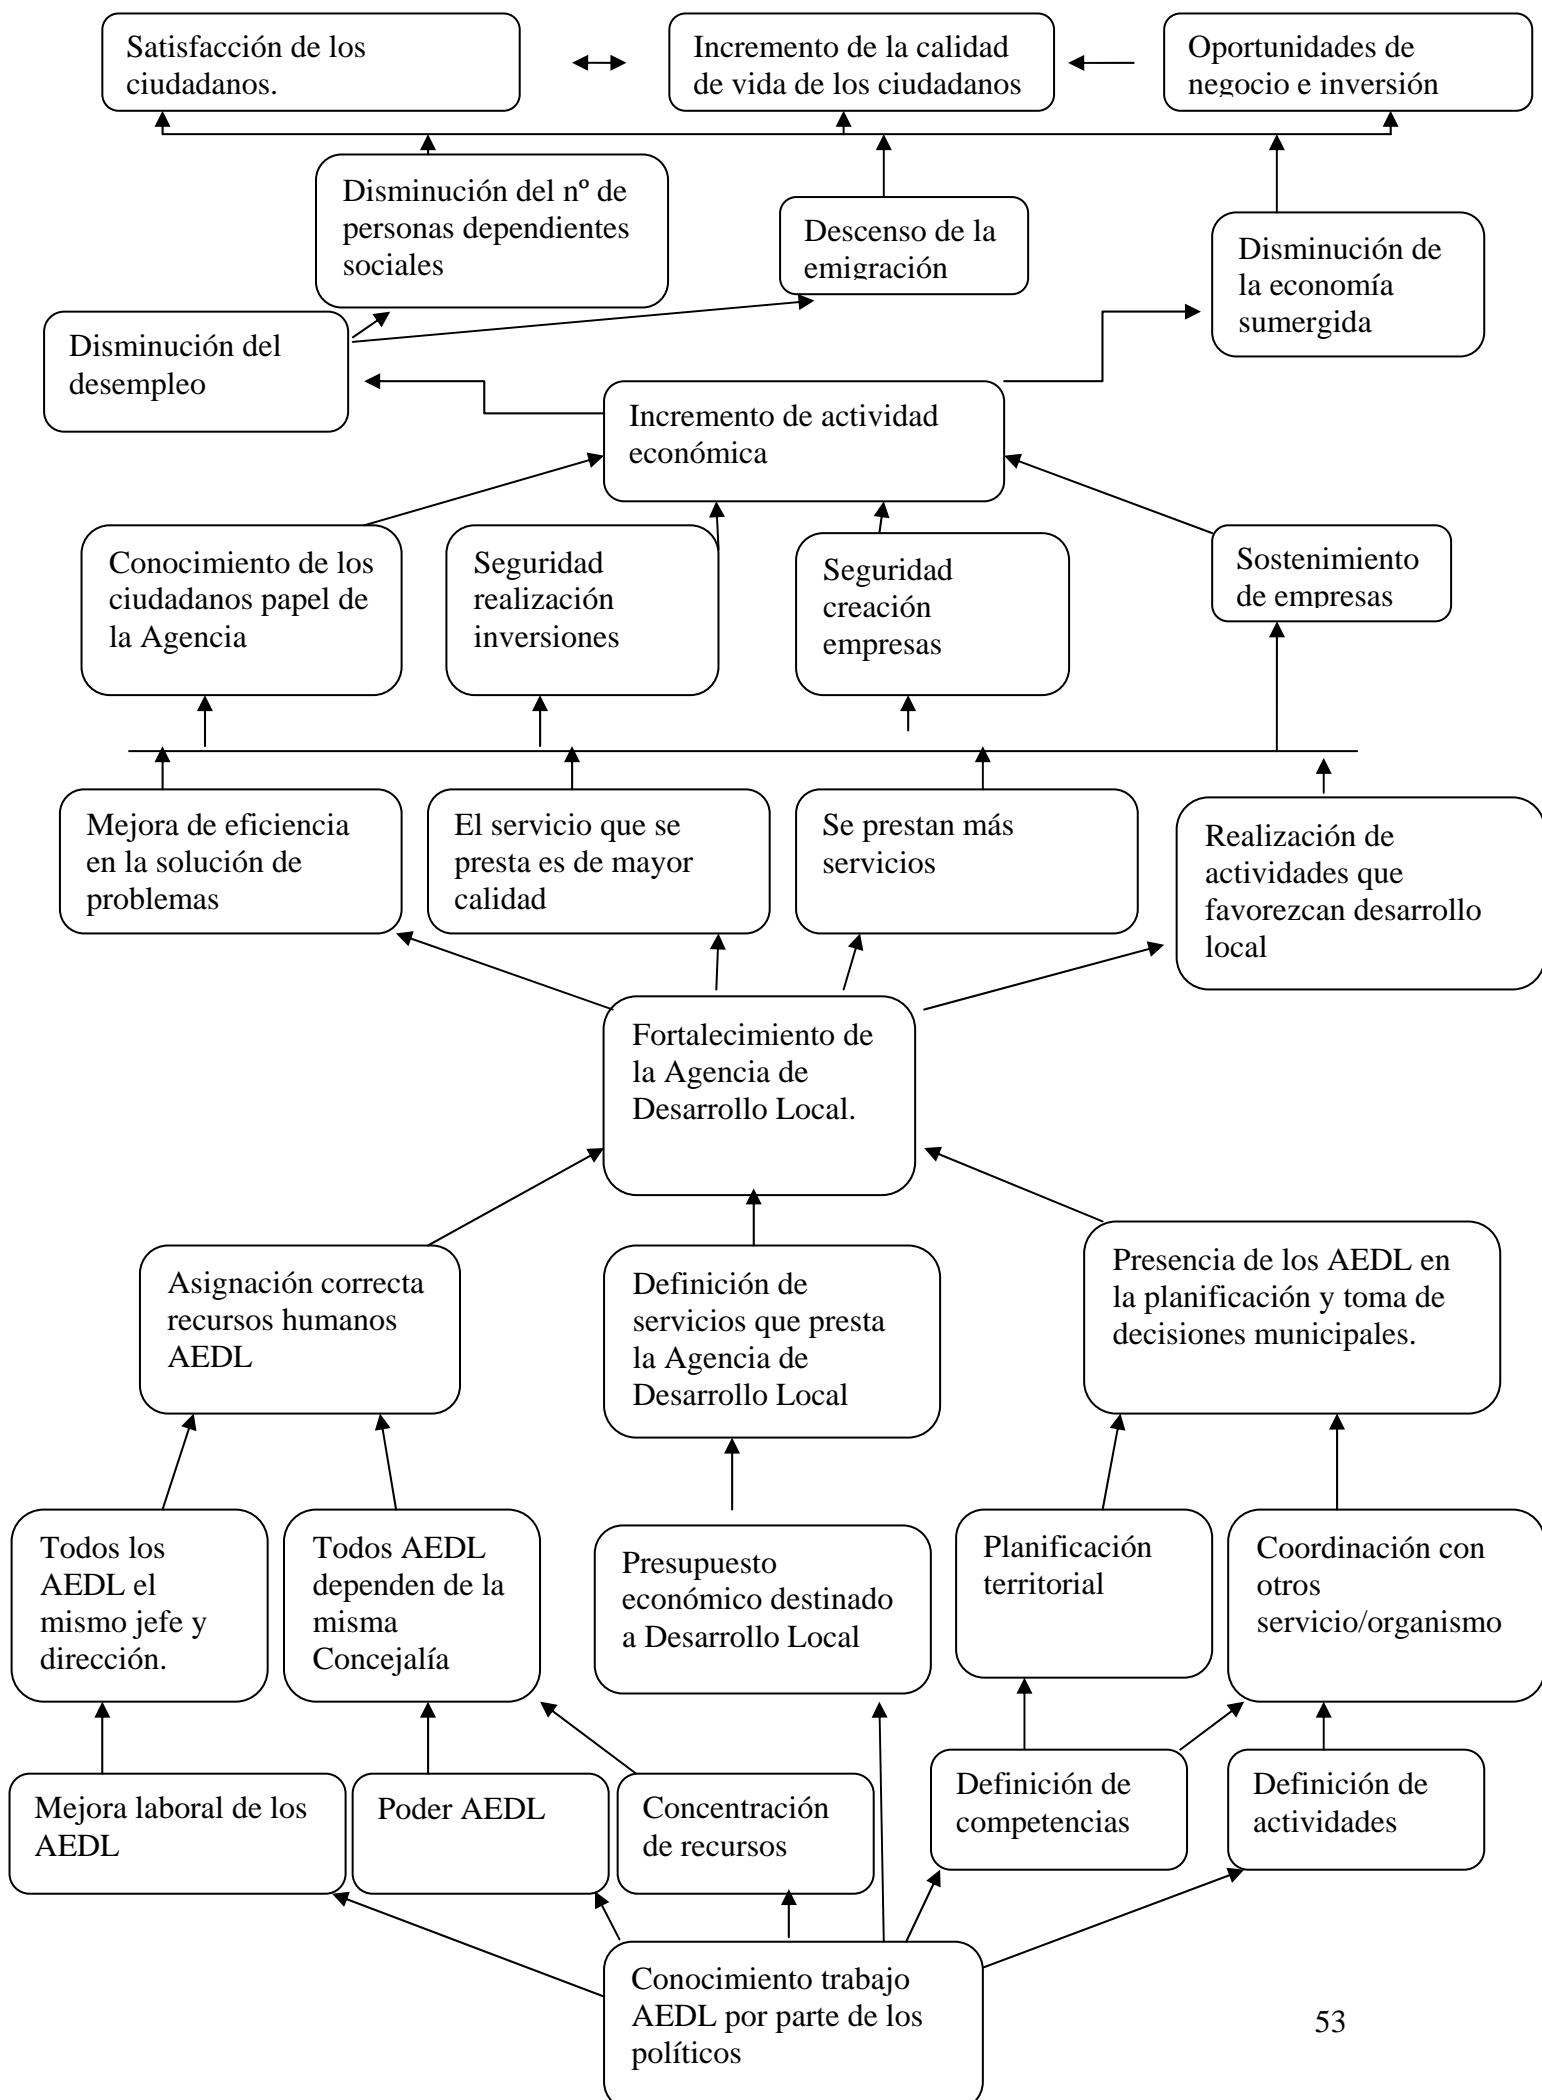 Satisfacción de los
ciudadanos.
Incremento de la calidad
de vida de los ciudadanos
Oportunidades de
negocio e inversión
Disminución del nº de
personas dependientes
sociales
Descenso de la
emigración
Disminución de
la economía
sumergida
Disminución del
desempleo
Incremento de actividad
económica
Conocimiento de los
ciudadanos papel de
la Agencia
Seguridad
realización
inversiones
Seguridad
creación
empresas
Sostenimiento
de empresas
Mejora de eficiencia
en la solución de
problemas
El servicio que se
presta es de mayor
calidad
Se prestan más
servicios
Realización de
actividades que
favorezcan desarrollo
local
Fortalecimiento de
la Agencia de
Desarrollo Local.
Asignación correcta
recursos humanos
AEDL
Definición de
servicios que presta
la Agencia de
Desarrollo Local
Presencia de los AEDL en
la planificación y toma de
decisiones municipales.
Todos los
AEDL el
mismo jefe y
dirección.
Todos AEDL
dependen de la
misma
Concejalía
Presupuesto
económico destinado
a Desarrollo Local
Planificación
territorial
Coordinación con
otros
servicio/organismo
Mejora laboral de los
AEDL
Poder AEDL
Concentración
de recursos
Definición de
competencias
Definición de
actividades
Conocimiento trabajo
AEDL por parte de los
políticos
53